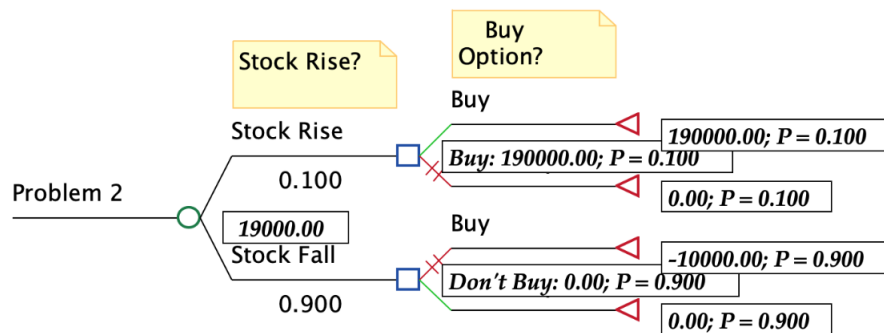 Stock Rise?
Buy
Option?
Buy
Stock Rise
190000.00; P = 0.100
Buy: 190000.00; P = 0.100
0.100
0.00; P = 0.100
Problem 2
19000.00
Buy
Stock Fall
-10000.00; P = 0.900
Don't Buy: 0.00; P = 0.900
0.900
0.00; P = 0.900